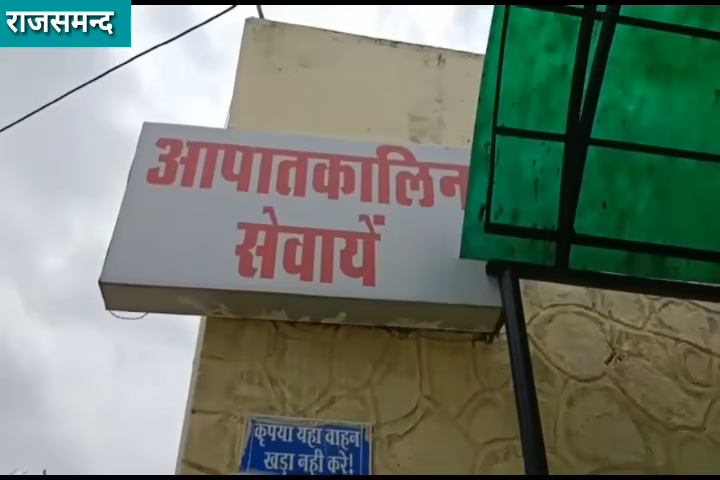 राजसमन्द
आपातकालिन
सेवायें
कृपया यहां वाहन
खड़ा नही करे!